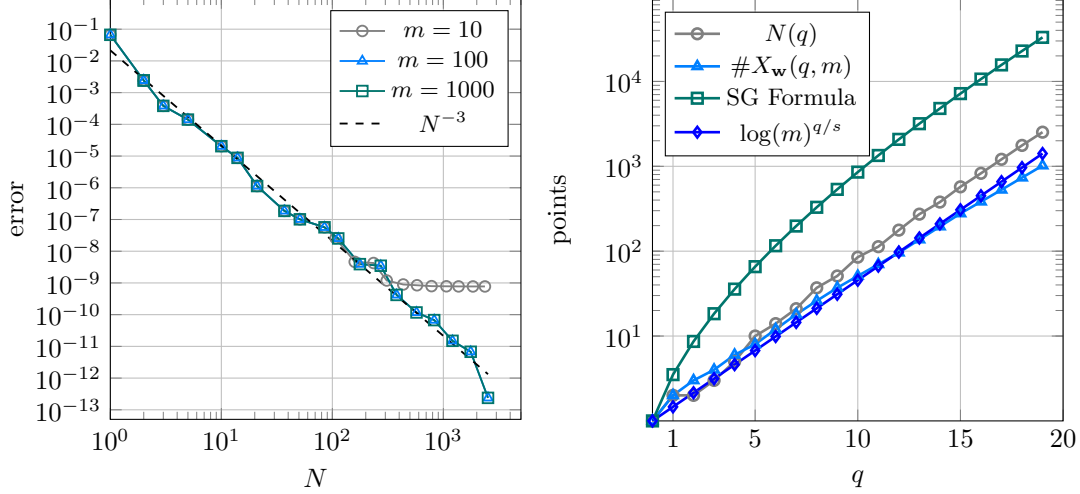 10^{-1}
10^{-2}
10^{-3}
10^{-4}
10^{-5}
10^{-6}
10^{-7}
10^{-8}
10^{-9}
10^{-10}
10^{-11}
10^{-12}
10^{-13}
error
10^0
10^1
10^2
10^3
N
m = 10
m = 100
m = 1000
N^{-3}
10^4
10^3
10^2
10^1
points
1
5
10
15
20
q
N(q)
#X_𝐰(q, m)
SG Formula
log(m)^{q/s}